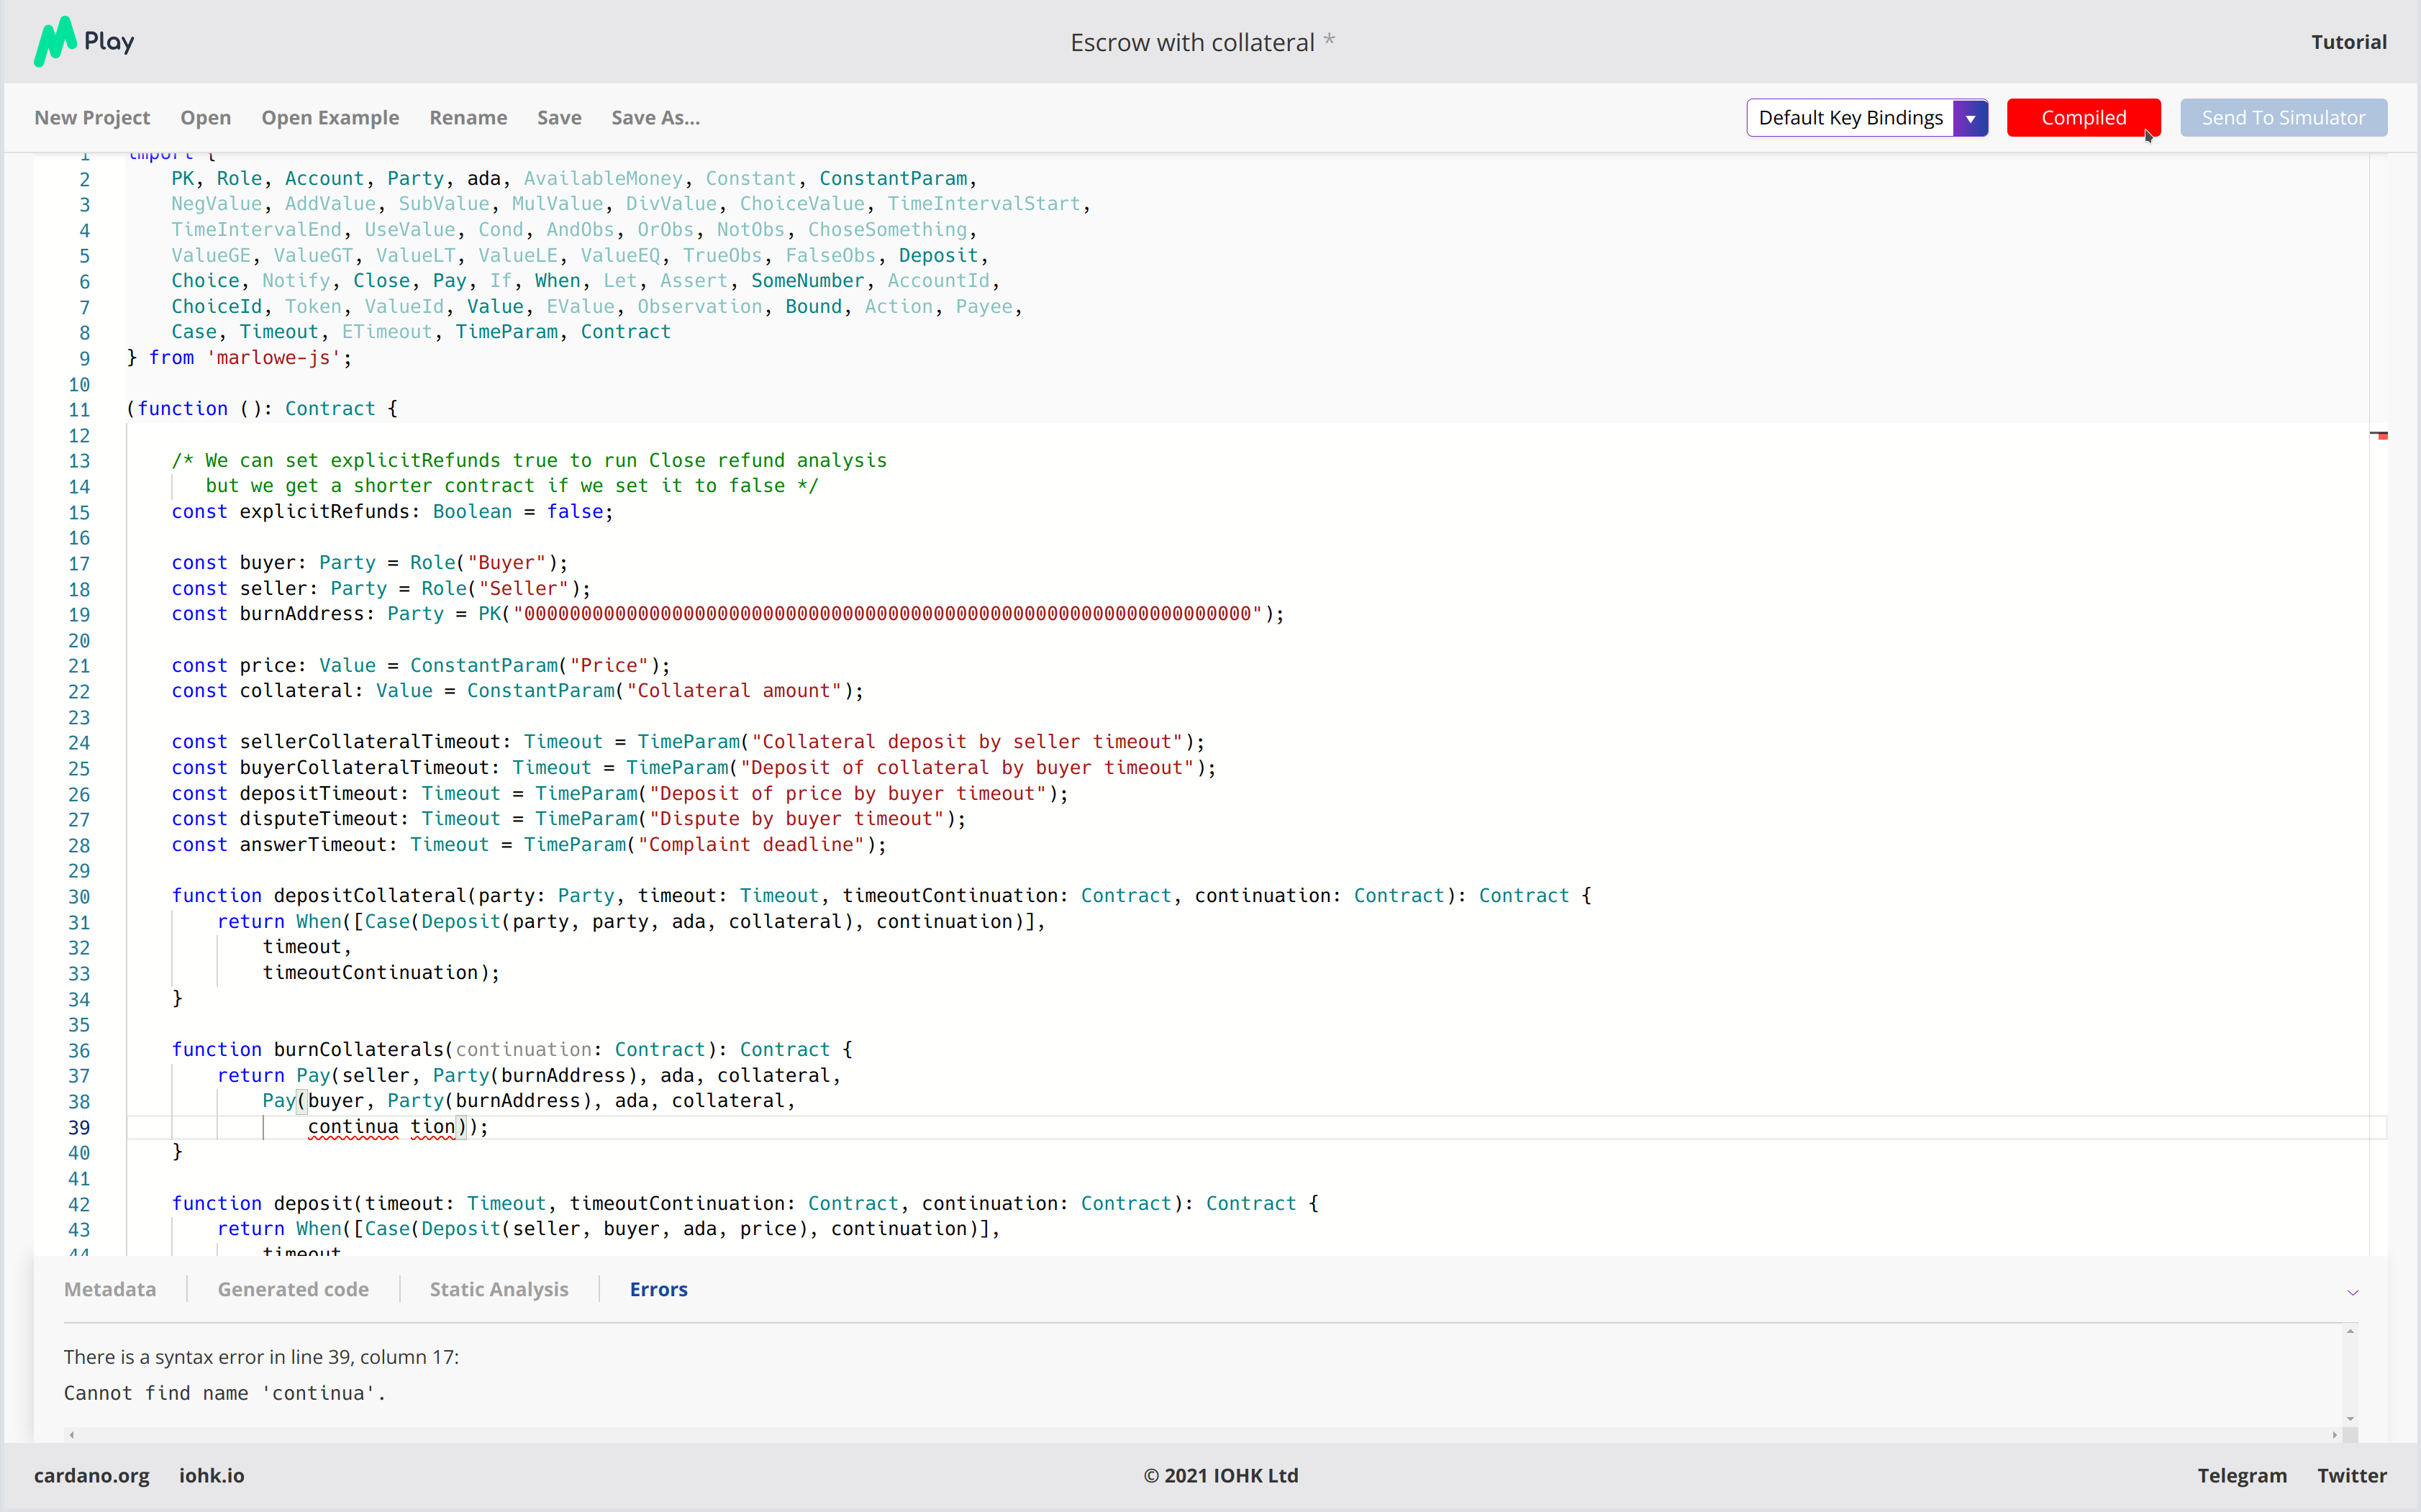 Play
Escrow with collateral *
Tutorial
New Project Open Open Example Rename Save Save As...
Default Key Bindings
Compiled
Send To Simulator
1 import {
2 PK, Role, Account, Party, ada, AvailableMoney, Constant, ConstantParam,
3 NegValue, AddValue, SubValue, MulValue, DivValue, ChoiceValue, TimeIntervalStart,
4 TimeIntervalEnd, UseValue, Cond, AndObs, OrObs, NotObs, ChoseSomething,
5 ValueGE, ValueGT, ValueLT, ValueLE, ValueEQ, TrueObs, FalseObs, Deposit,
6 Choice, Notify, Close, Pay, If, When, Let, Assert, SomeNumber, AccountId,
7 ChoiceId, Token, ValueId, Value, EValue, Observation, Bound, Action, Payee,
8 Case, Timeout, ETimeout, TimeParam, Contract
9 } from 'marlowe-js';
10
11 (function (): Contract {
12
13 /* We can set explicitRefunds true to run Close refund analysis
14 but we get a shorter contract if we set it to false */
15 const explicitRefunds: Boolean = false;
16
17 const buyer: Party = Role("Buyer");
18 const seller: Party = Role("Seller");
19 const burnAddress: Party = PK("0000000000000000000000000000000000000000000000000000000000000000");
20
21 const price: Value = ConstantParam("Price");
22 const collateral: Value = ConstantParam("Collateral amount");
23
24 const sellerCollateralTimeout: Timeout = TimeParam("Collateral deposit by seller timeout");
25 const buyerCollateralTimeout: Timeout = TimeParam("Deposit of collateral by buyer timeout");
26 const depositTimeout: Timeout = TimeParam("Deposit of price by buyer timeout");
27 const disputeTimeout: Timeout = TimeParam("Dispute by buyer timeout");
28 const answerTimeout: Timeout = TimeParam("Complaint deadline");
29
30 function depositCollateral(party: Party, timeout: Timeout, timeoutContinuation: Contract, continuation: Contract): Contract {
31 return When([Case(Deposit(party, party, ada, collateral), continuation)],
32 timeout,
33 timeoutContinuation);
34 }
35
36 function burnCollaterals(continuation: Contract): Contract {
37 return Pay(seller, Party(burnAddress), ada, collateral,
38 Pay(buyer, Party(burnAddress), ada, collateral,
39 continua tion));
40 }
41
42 function deposit(timeout: Timeout, timeoutContinuation: Contract, continuation: Contract): Contract {
43 return When([Case(Deposit(seller, buyer, ada, price), continuation)],
44 timeout
Metadata Generated code Static Analysis Errors
There is a syntax error in line 39, column 17:
Cannot find name 'continua'.
cardano.org iohk.io
© 2021 IOHK Ltd
Telegram Twitter